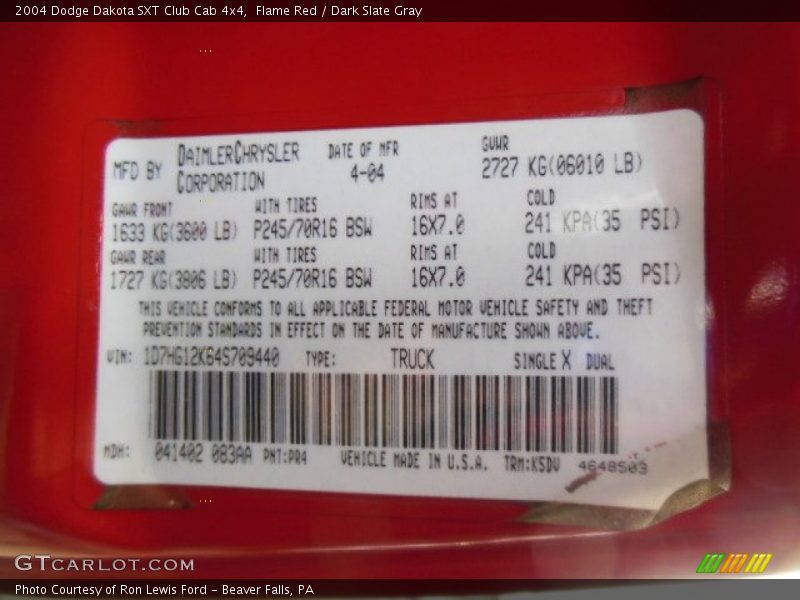 2004 Dodge Dakota SXT Club Cab 4x4,  Flame Red / Dark Slate Gray
MFD BY DAIMLERCHRYSLER CORPORATION DATE OF MFR 4-04 GVWR 2727 KG(06010 LB)
GAWR FRONT WITH TIRES RIMS AT COLD
1633 KG(3600 LB) P245/70R16 BSW 16X7.0 241 KPA(35 PSI)
GAWR REAR WITH TIRES RIMS AT COLD
1727 KG(3806 LB) P245/70R16 BSW 16X7.0 241 KPA(35 PSI)
THIS VEHICLE CONFORMS TO ALL APPLICABLE FEDERAL MOTOR VEHICLE SAFETY AND THEFT
PREVENTION STANDARDS IN EFFECT ON THE DATE OF MANUFACTURE SHOWN ABOVE.
VIN: 1D7HG12K64S709440 TYPE: TRUCK SINGLE X DUAL
MDH: 041402 083AA PNT:PR4 VEHICLE MADE IN U.S.A. TRM:K5DV 4648503
GTCARLOT.COM
Photo Courtesy of Ron Lewis Ford - Beaver Falls, PA